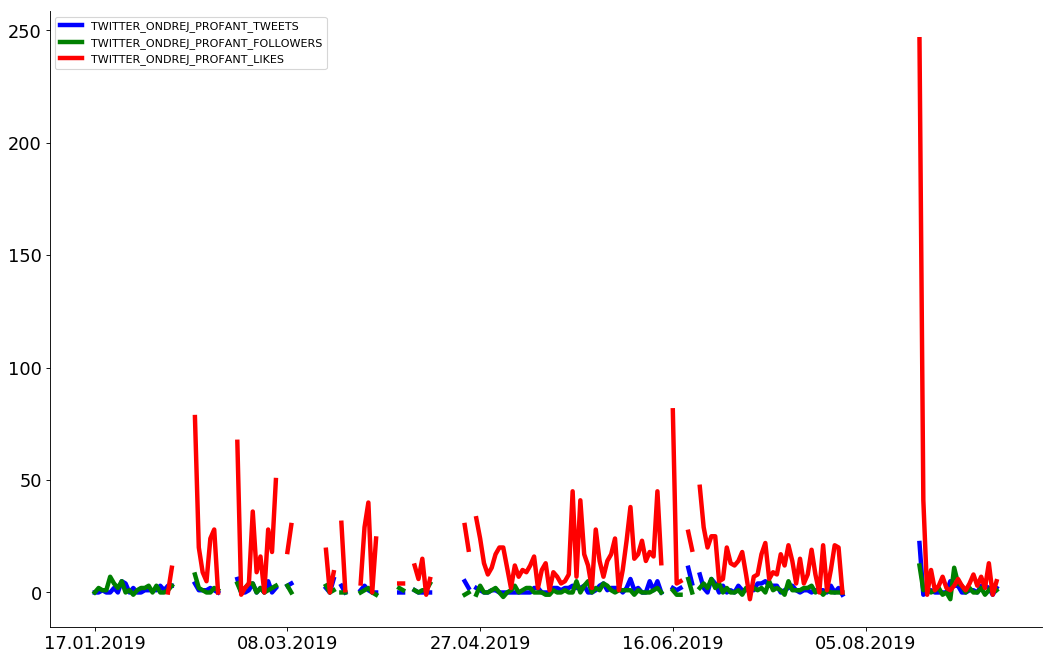 TWITTER_ONDREJ_PROFANT_TWEETS
TWITTER_ONDREJ_PROFANT_FOLLOWERS
TWITTER_ONDREJ_PROFANT_LIKES
250
200
150
100
50
0
17.01.2019 08.03.2019 27.04.2019 16.06.2019 05.08.2019